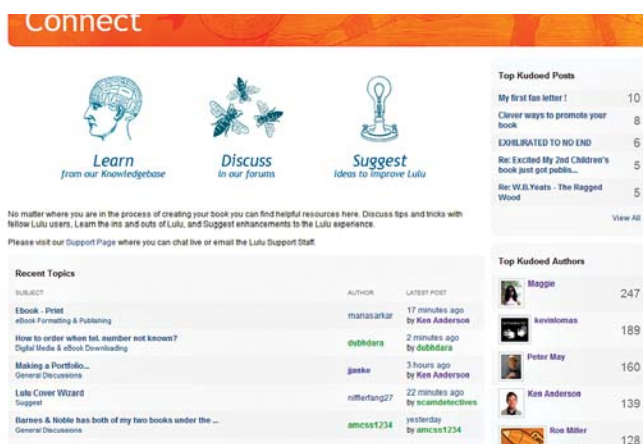 Connect
Learn
from our Knowledgebase
Discuss
in our forums
Suggest
Ideas to improve Lulu
No matter where you are in the process of creating your book you can find helpful resources here. Discuss tips and tricks with
fellow Lulu users, Learn the ins and outs of Lulu, and Suggest enhancements to the Lulu experience.
Please visit our Support Page where you can chat live or email the Lulu Support Staff.
Recent Topics
SUBJECT AUTHOR LATEST POST
Ebook - Print
eBook Formatting & Publishing
manasarkar
17 minutes ago
by Ken Anderson
How to order when tel. number not known?
Digital Media & eBook Downloading
dubhdara
2 minutes ago
by dubhdara
Making a Portfolio...
General Discussions
jjanke
3 hours ago
by Ken Anderson
Lulu Cover Wizard
Suggest
nifflerfang27
22 minutes ago
by scamdetectives
Barnes & Noble has both of my two books under the ...
General Discussions
amcss1234
yesterday
by amcss1234
Top Kudoed Posts
My first fan letter ! 10
Clever ways to promote your
book 8
EXHILIRATED TO NO END 6
Re: Excited My 2nd Children's
book just got publis... 5
Re: W.B.Yeats - The Ragged
Wood 5
View All
Top Kudoed Authors
Maggie 247
kevinlomas 189
Peter May 160
Ken Anderson 139
Ron Miller 128